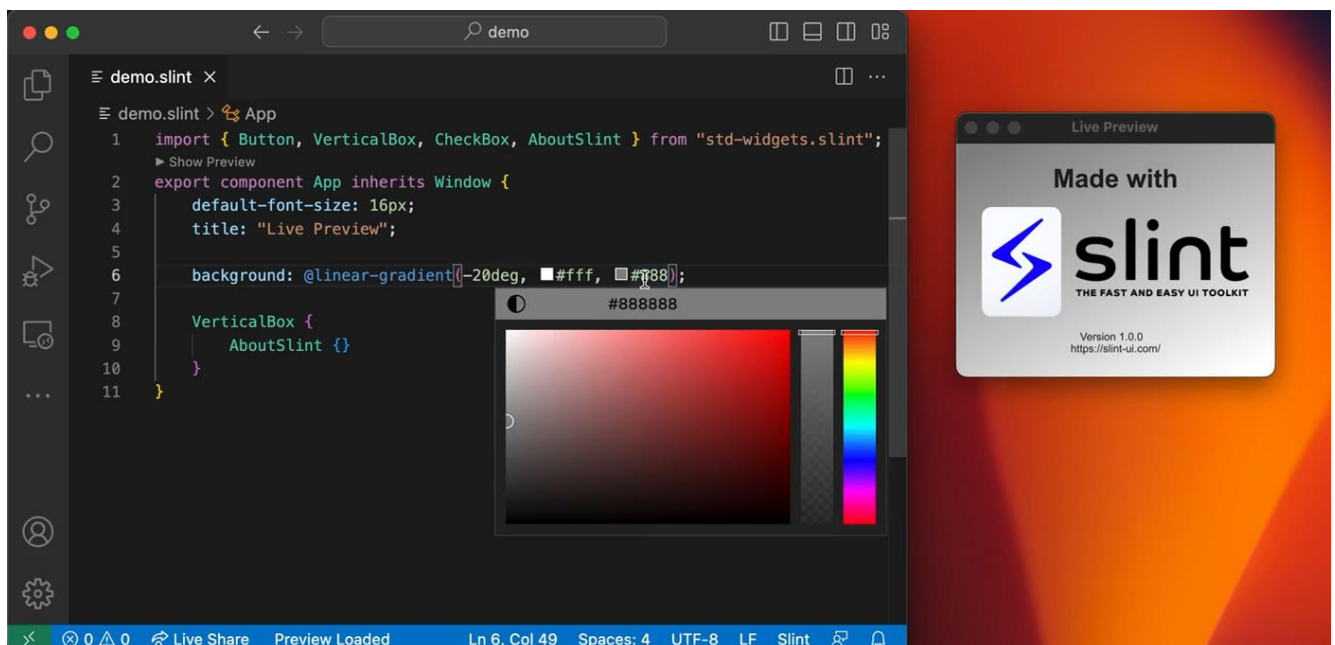 demo
demo.slint
demo.slint > App
1 import { Button, VerticalBox, CheckBox, AboutSlint } from "std-widgets.slint";
Show Preview
2 export component App inherits Window {
3 default-font-size: 16px;
4 title: "Live Preview";
5
6 background: @linear-gradient(-20deg, #fff, #888);
#888888
7
8 VerticalBox {
9 AboutSlint {}
10 }
11 }
0 0 Live Share Preview Loaded Ln 6, Col 49 Spaces: 4 UTF-8 LF Slint
Live Preview
Made with
slint
THE FAST AND EASY UI TOOLKIT
Version 1.0.0
https://slint-ui.com/